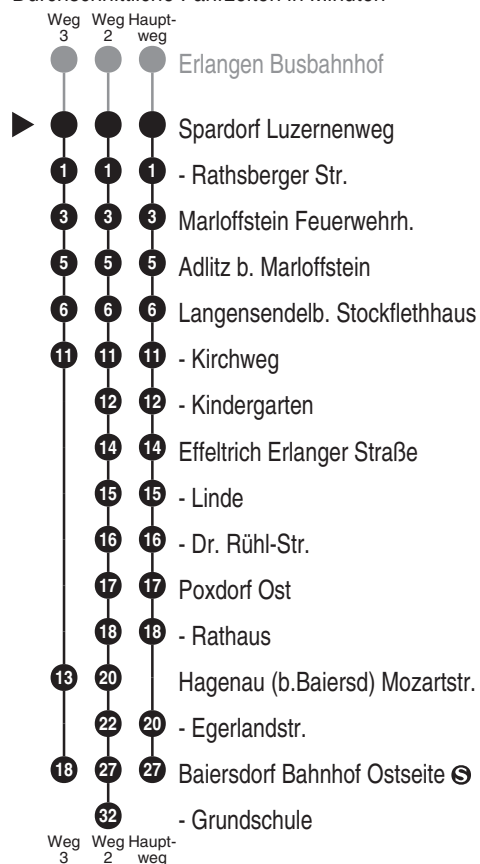 Durchschnittliche Fahrzeiten in Minuten
Weg 3 Weg 2 Haupt-weg
Erlangen Busbahnhof
Spardorf Luzernenweg
1 1 1 - Rathsberger Str.
3 3 3 Marloffstein Feuerwehrh.
5 5 5 Adlitz b. Marloffstein
6 6 6 Langensendelb. Stockflethhaus
11 11 11 - Kirchweg
12 12 - Kindergarten
14 14 Effeltrich Erlanger Straße
15 15 - Linde
16 16 - Dr. Rühl-Str.
17 17 Poxdorf Ost
18 18 - Rathaus
13 20 Hagenau (b.Baiersd) Mozartstr.
22 20 - Egerlandstr.
18 27 27 Baiersdorf Bahnhof Ostseite S
32 - Grundschule
Weg 3 Weg 2 Haupt-weg